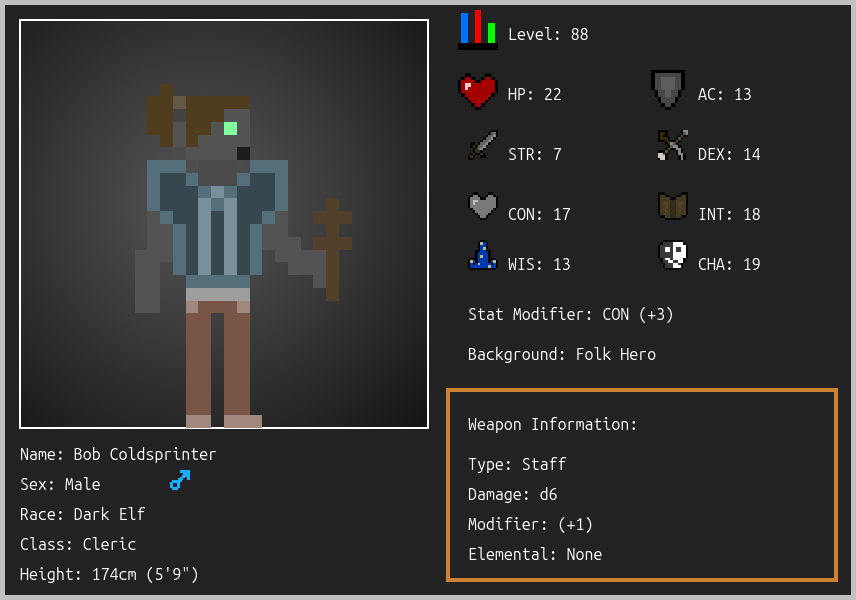 Level: 88
HP: 22
AC: 13
STR: 7
DEX: 14
CON: 17
INT: 18
WIS: 13
CHA: 19
Stat Modifier: CON (+3)
Background: Folk Hero
Weapon Information:
Type: Staff
Damage: d6
Modifier: (+1)
Elemental: None
Name: Bob Coldsprinter
Sex: Male
Race: Dark Elf
Class: Cleric
Height: 174cm (5'9")